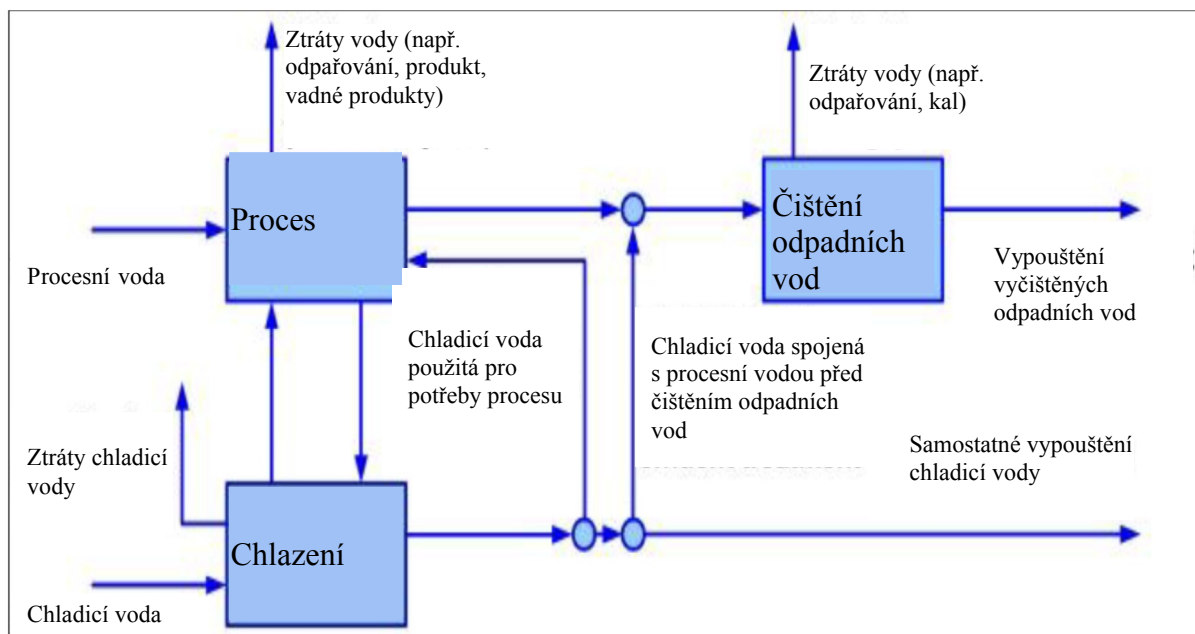 Ztráty vody (např.
odpařování, produkt,
vadné produkty)
Ztráty vody (např.
odpařování, kal)
Proces
Čištění
odpadních
vod
Procesní voda
Vypouštění
vyčištěných
odpadních vod
Chladicí voda
použitá pro
potřeby procesu
Chladicí voda spojená
s procesní vodou před
čištěním odpadních
vod
Ztráty chladicí
vody
Samostatné vypouštění
chladicí vody
Chlazení
Chladicí voda